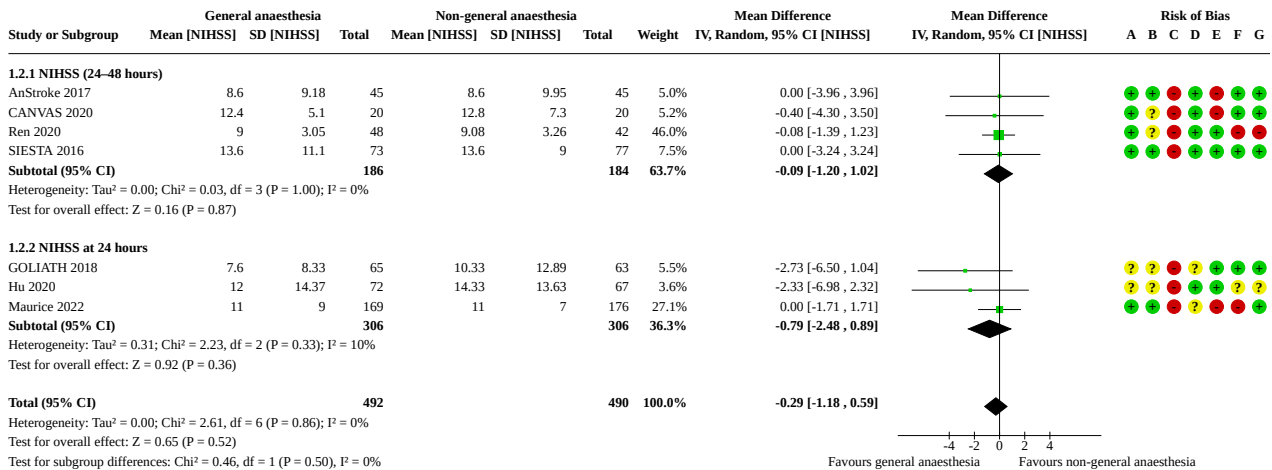 General anaesthesia Non-general anaesthesia Mean Difference Mean Difference Risk of Bias
Study or Subgroup Mean [NIHSS] SD [NIHSS] Total Mean [NIHSS] SD [NIHSS] Total Weight IV, Random, 95% CI [NIHSS] IV, Random, 95% CI [NIHSS] A B C D E F G
1.2.1 NIHSS (24–48 hours)
AnStroke 2017 8.6 9.18 45 8.6 9.95 45 5.0% 0.00 [-3.96 , 3.96] + + - + - + +
CANVAS 2020 12.4 5.1 20 12.8 7.3 20 5.2% -0.40 [-4.30 , 3.50] + ? - + - + +
Ren 2020 9 3.05 48 9.08 3.26 42 46.0% -0.08 [-1.39 , 1.23] + ? - + + - -
SIESTA 2016 13.6 11.1 73 13.6 9 77 7.5% 0.00 [-3.24 , 3.24] + + - + + + +
Subtotal (95% CI) 186 184 63.7% -0.09 [-1.20 , 1.02]
Heterogeneity: Tau² = 0.00; Chi² = 0.03, df = 3 (P = 1.00); I² = 0%
Test for overall effect: Z = 0.16 (P = 0.87)
1.2.2 NIHSS at 24 hours
GOLIATH 2018 7.6 8.33 65 10.33 12.89 63 5.5% -2.73 [-6.50 , 1.04] ? ? - ? + + +
Hu 2020 12 14.37 72 14.33 13.63 67 3.6% -2.33 [-6.98 , 2.32] ? ? - + + ? ?
Maurice 2022 11 9 169 11 7 176 27.1% 0.00 [-1.71 , 1.71] + + - ? - - +
Subtotal (95% CI) 306 306 36.3% -0.79 [-2.48 , 0.89]
Heterogeneity: Tau² = 0.31; Chi² = 2.23, df = 2 (P = 0.33); I² = 10%
Test for overall effect: Z = 0.92 (P = 0.36)
Total (95% CI) 492 490 100.0% -0.29 [-1.18 , 0.59]
Heterogeneity: Tau² = 0.00; Chi² = 2.61, df = 6 (P = 0.86); I² = 0%
Test for overall effect: Z = 0.65 (P = 0.52)
-4 -2 0 2 4
Test for subgroup differences: Chi² = 0.46, df = 1 (P = 0.50), I² = 0% Favours general anaesthesia Favours non-general anaesthesia